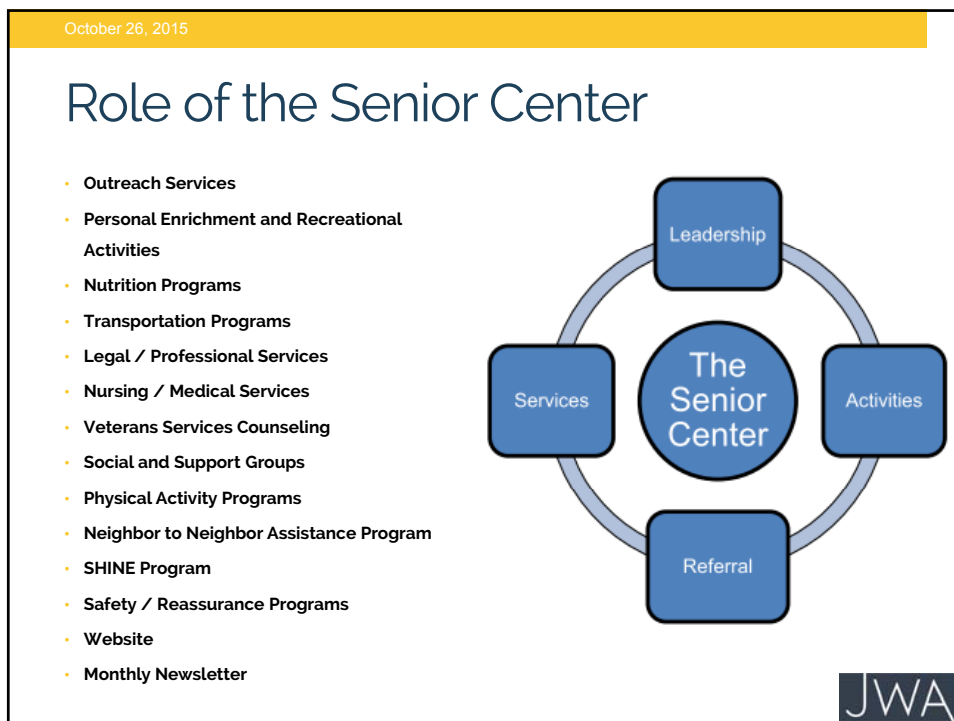 October 26, 2015
Role of the Senior Center
• Outreach Services
• Personal Enrichment and Recreational
Activities
• Nutrition Programs
• Transportation Programs
• Legal / Professional Services
• Nursing / Medical Services
• Veterans Services Counseling
• Social and Support Groups
• Physical Activity Programs
• Neighbor to Neighbor Assistance Program
• SHINE Program
• Safety / Reassurance Programs
• Website
• Monthly Newsletter
Leadership
Services
The
Senior
Center
Activities
Referral
JWA